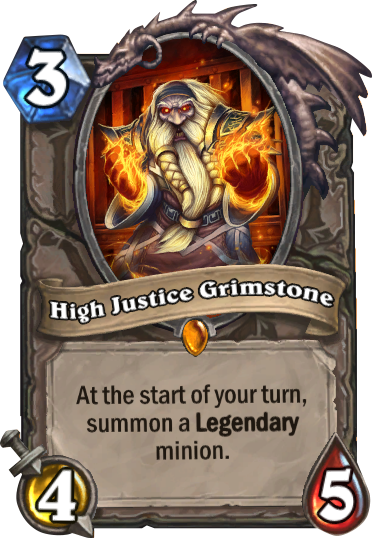 3
High Justice Grimstone
At the start of your turn,
summon a Legendary
minion.
4
5